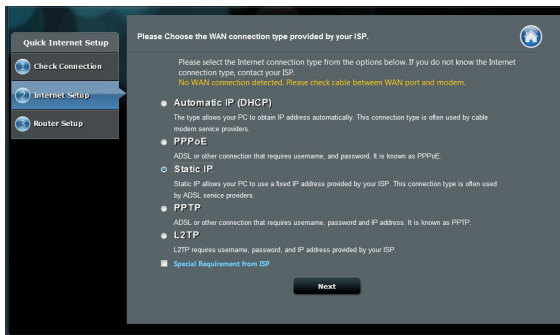 Quick Internet Setup
1 Check Connection
2 Internet Setup
3 Router Setup
Please Choose the WAN connection type provided by your ISP.
Please select the Internet connection type from the options below. If you do not know the Internet
connection type, contact your ISP.
No WAN connection detected. Please check cable between WAN port and modem.
Automatic IP (DHCP)
The type allows your PC to obtain IP address automatically. This connection type is often used by cable
modem service providers.
PPPoE
ADSL or other connection that requires username, and password. It is known as PPPoE.
Static IP
Static IP allows your PC to use a fixed IP address provided by your ISP. This connection type is often used
by ADSL service providers.
PPTP
ADSL or other connection that requires username, password and IP address. It is known as PPTP.
L2TP
L2TP requires username, password, and IP address provided by your ISP.
Special Requirement from ISP
Next